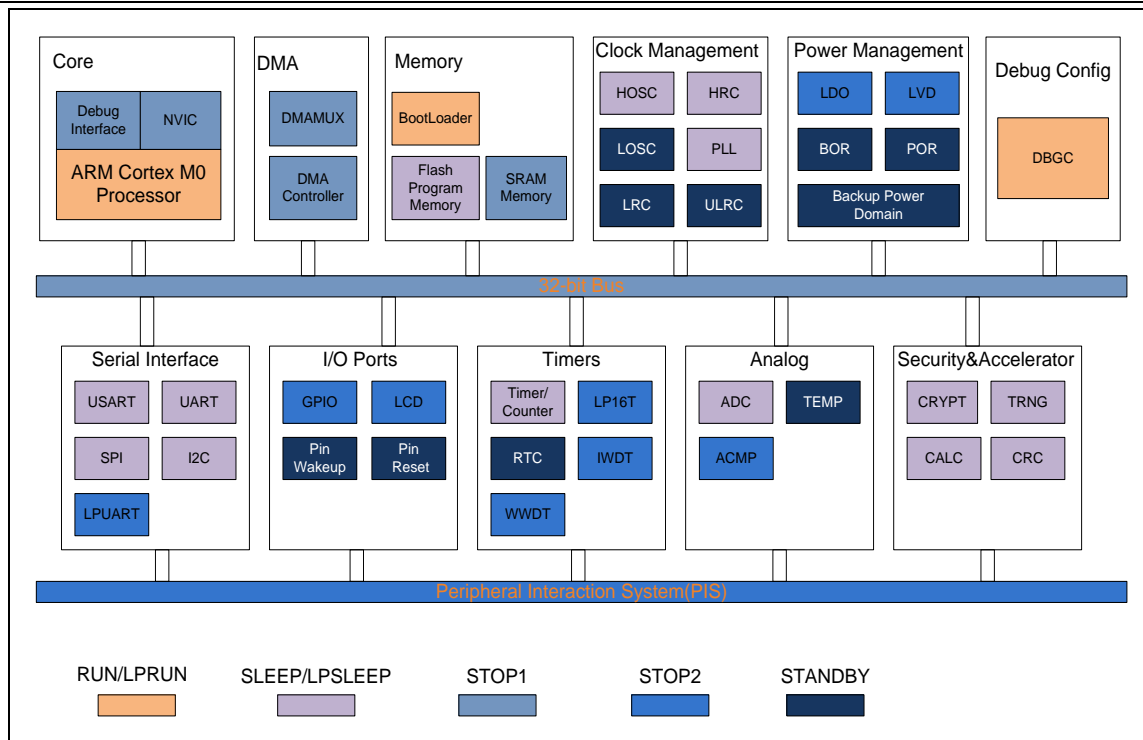 Core
DMA
Memory
Clock Management
Power Management
Debug Config
Debug
Interface
NVIC
ARM Cortex M0
Processor
DMAMUX
DMA
Controller
BootLoader
Flash
Program
Memory
SRAM
Memory
HOSC
HRC
LOSC
PLL
LRC
ULRC
LDO
LVD
BOR
POR
Backup Power
Domain
DBGC
32-bit Bus
Serial Interface
I/O Ports
Timers
Analog
Security&Accelerator
USART
UART
SPI
I2C
LPUART
GPIO
LCD
Pin
Wakeup
Pin
Reset
Timer/
Counter
LP16T
RTC
IWDT
WWDT
ADC
TEMP
ACMP
CRYPT
TRNG
CALC
CRC
Peripheral Interaction System(PIS)
RUN/LPRUN
SLEEP/LPSLEEP
STOP1
STOP2
STANDBY